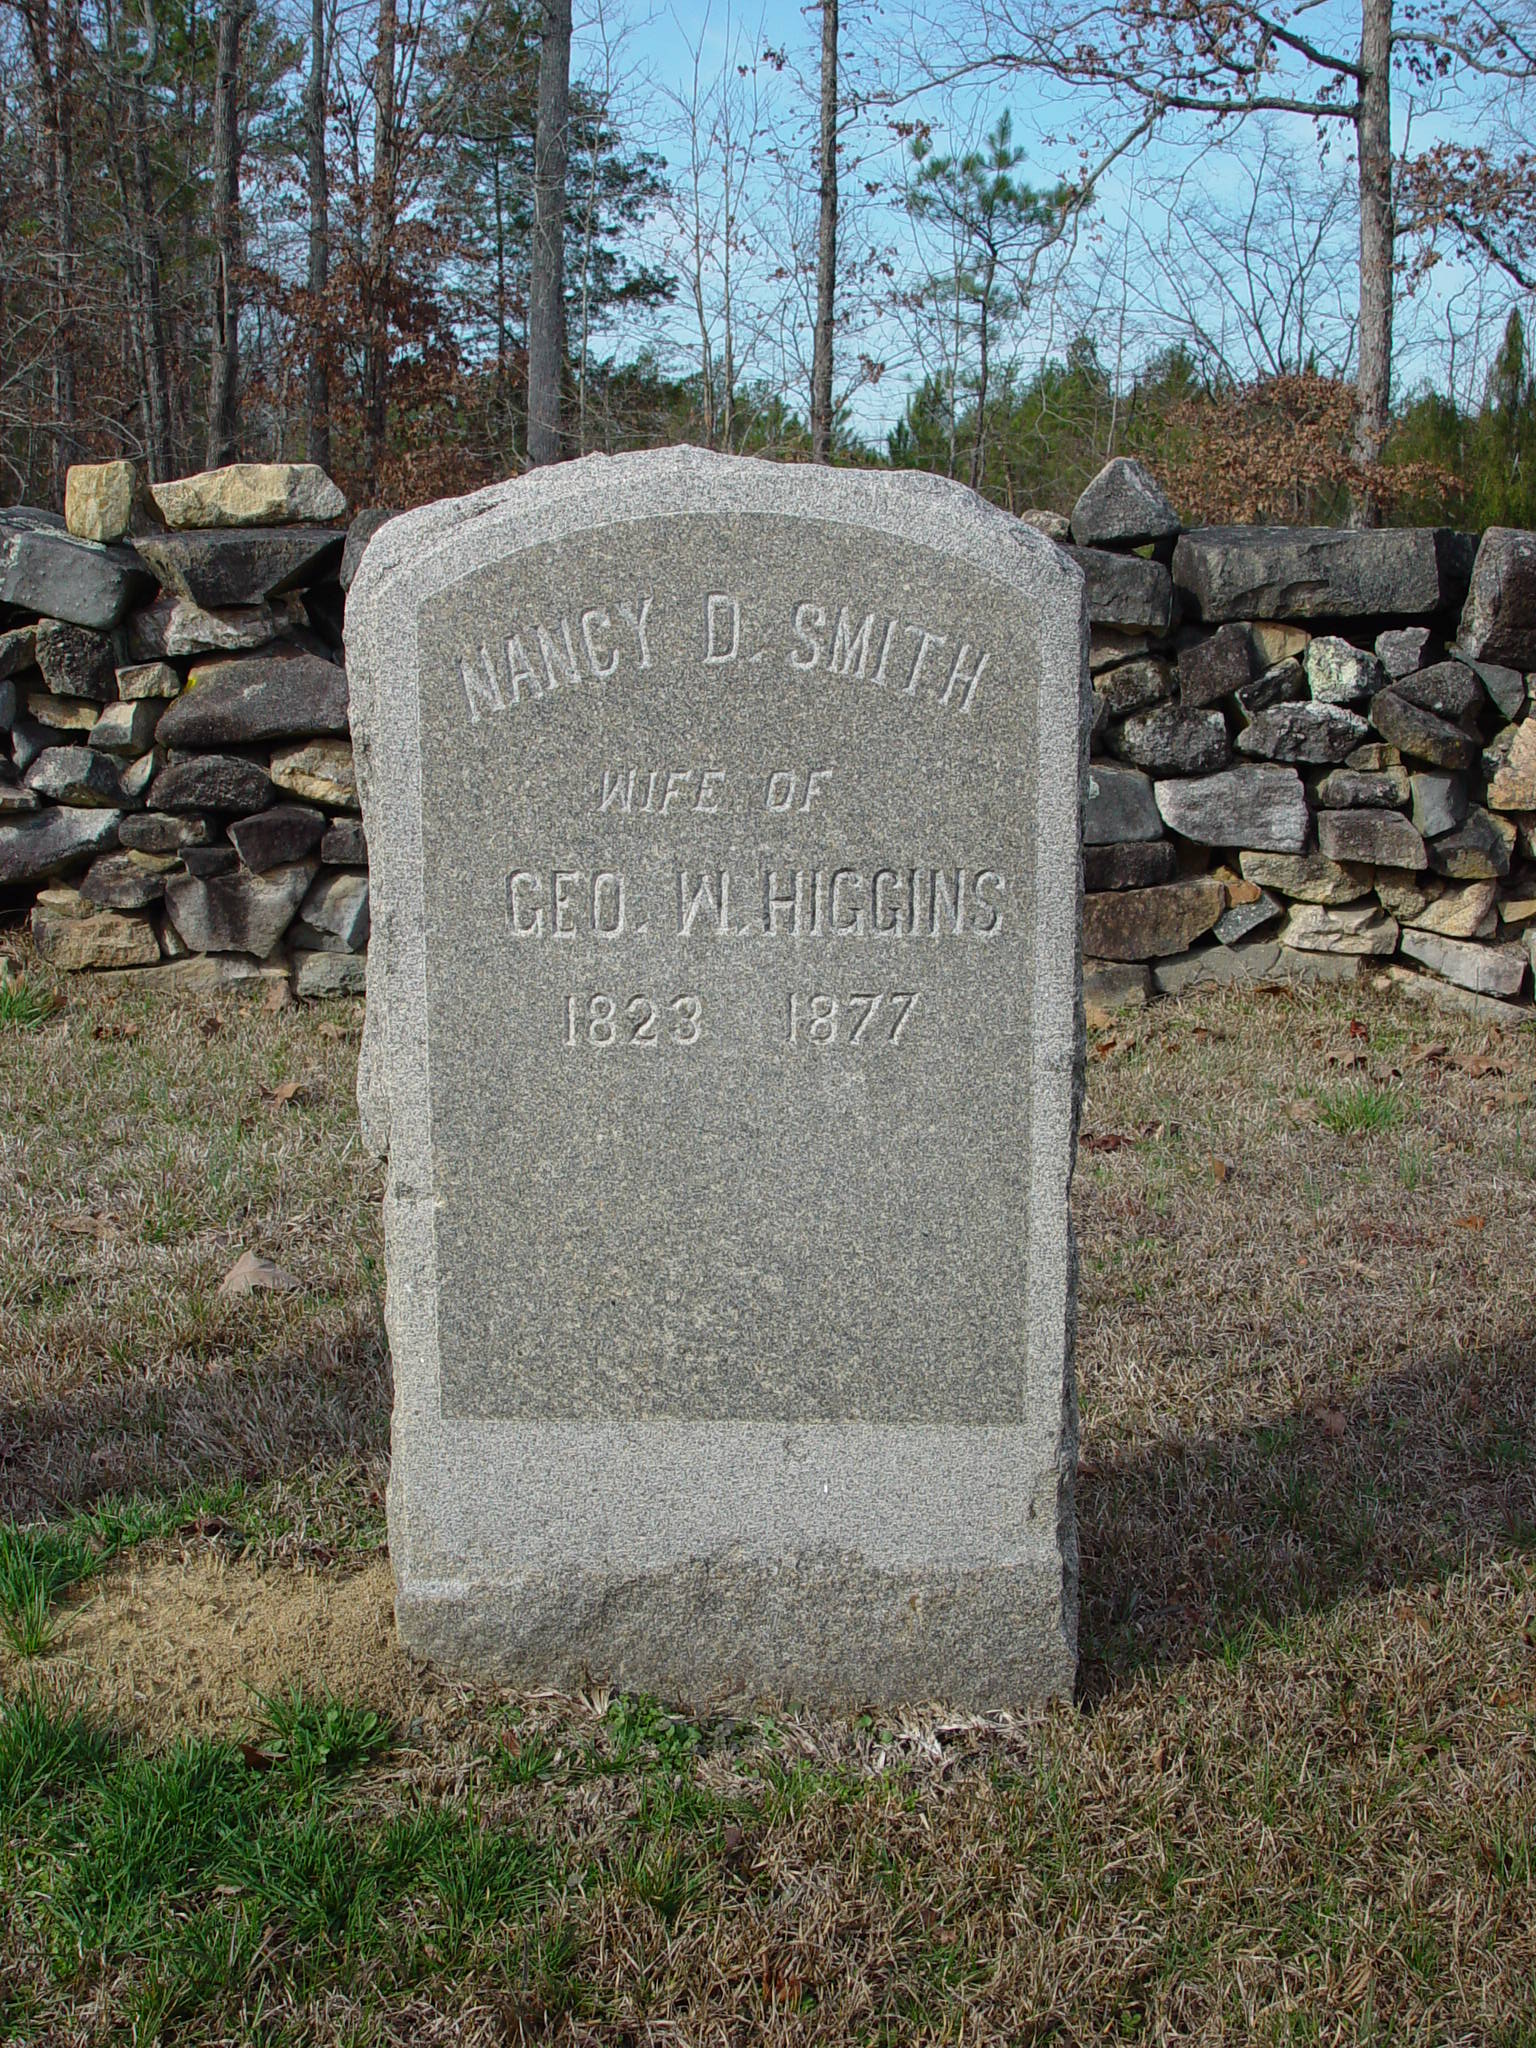 NANCY D. SMITH
WIFE OF
GEO. W. HIGGINS
1823 1877